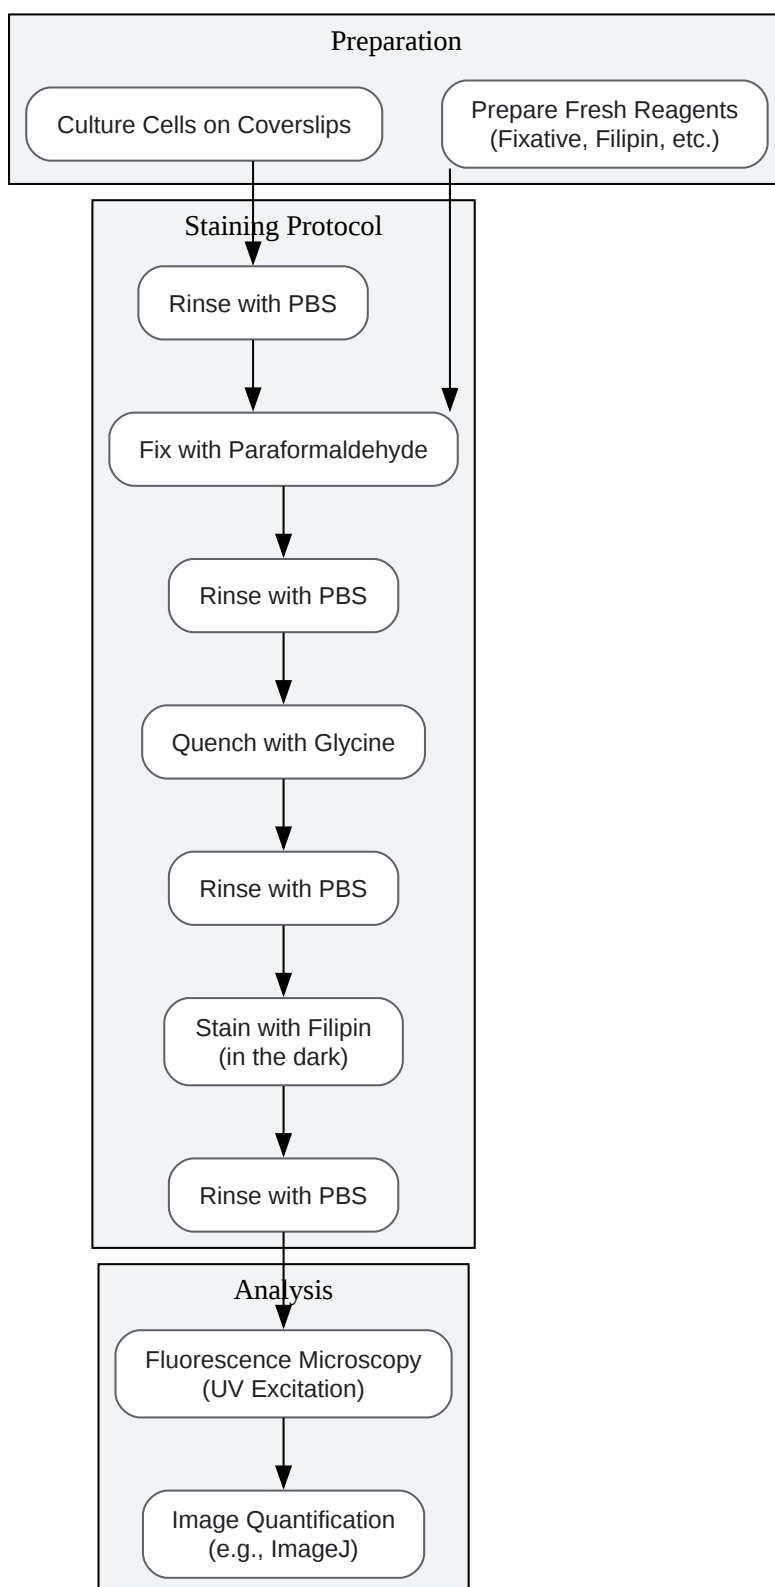 Preparation
Culture Cells on Coverslips
Prepare Fresh Reagents
(Fixative, Filipin, etc.)
Staining Protocol
Rinse with PBS
Fix with Paraformaldehyde
Rinse with PBS
Quench with Glycine
Rinse with PBS
Stain with Filipin
(in the dark)
Rinse with PBS
Analysis
Fluorescence Microscopy
(UV Excitation)
Image Quantification
(e.g., ImageJ)